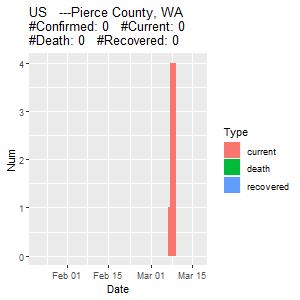 US   ---Pierce County, WA
#Confirmed: 0   #Current: 0
#Death: 0   #Recovered: 0
4
3
2
1
0
Num
Feb 01
Feb 15
Mar 01
Mar 15
Date
Type
current
death
recovered